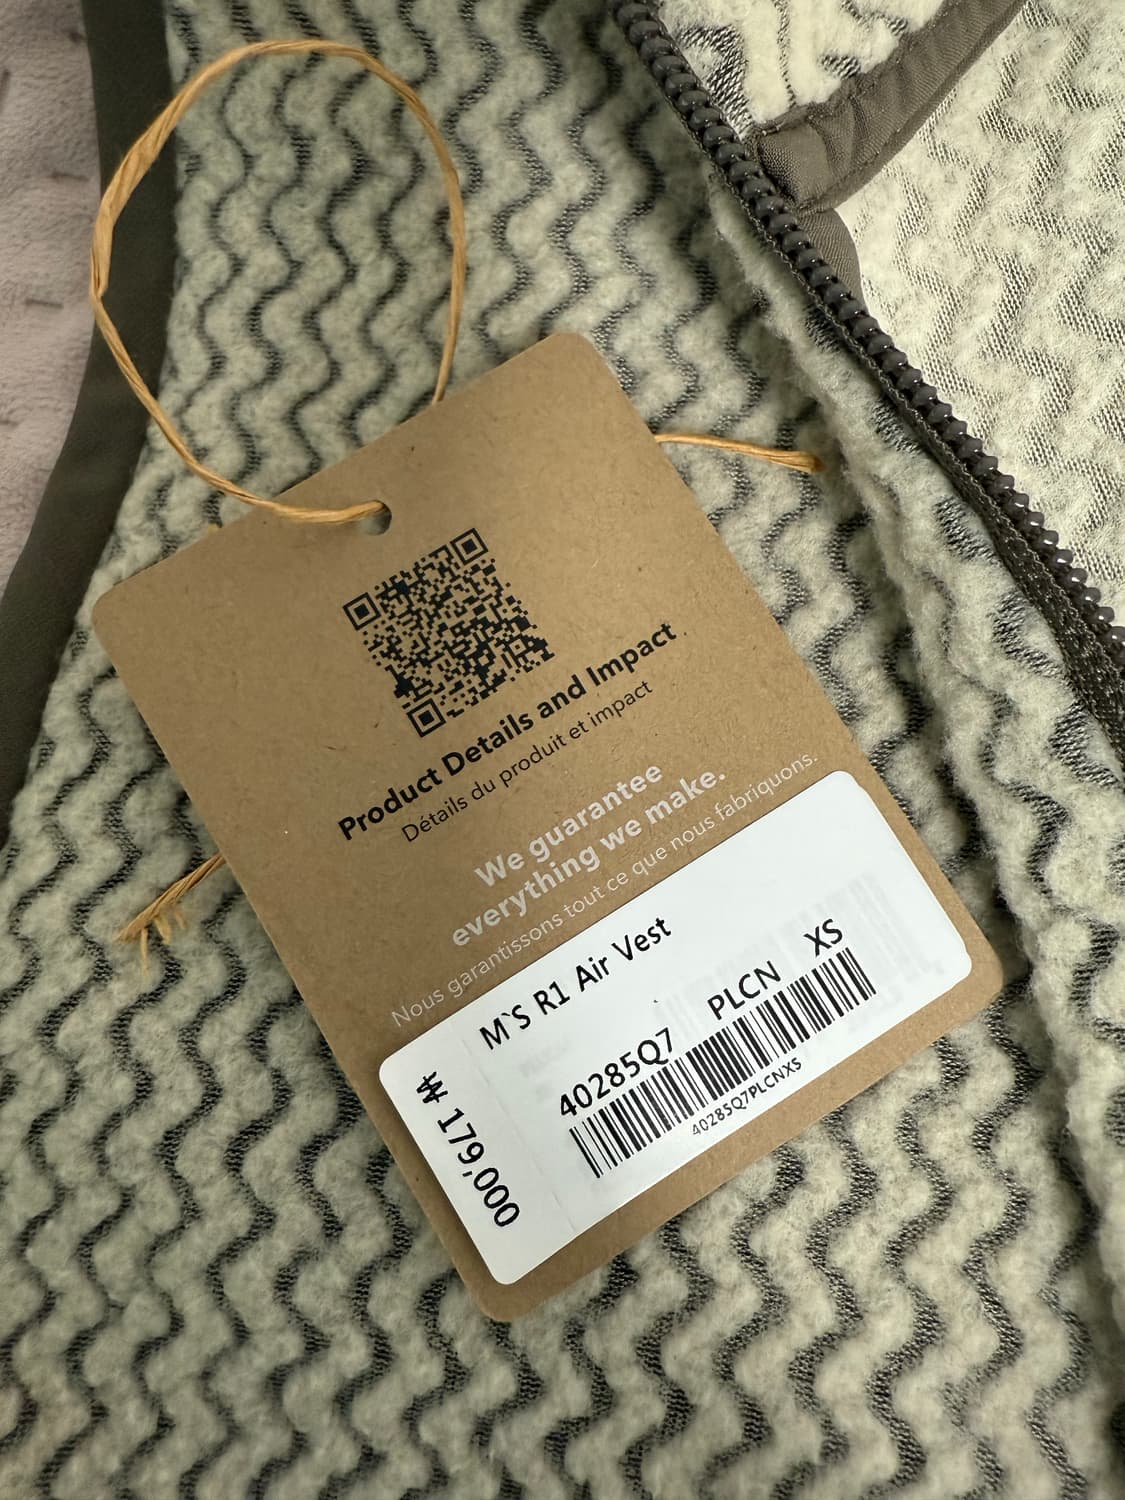 Product Details and Impact
Détails du produit et impact
We guarantee
everything we make.
Nous garantissons tout ce que nous fabriquons.
M`S R1 Air Vest
40285Q7 PLCN XS
40285Q7PLCNXS
₩ 179,000